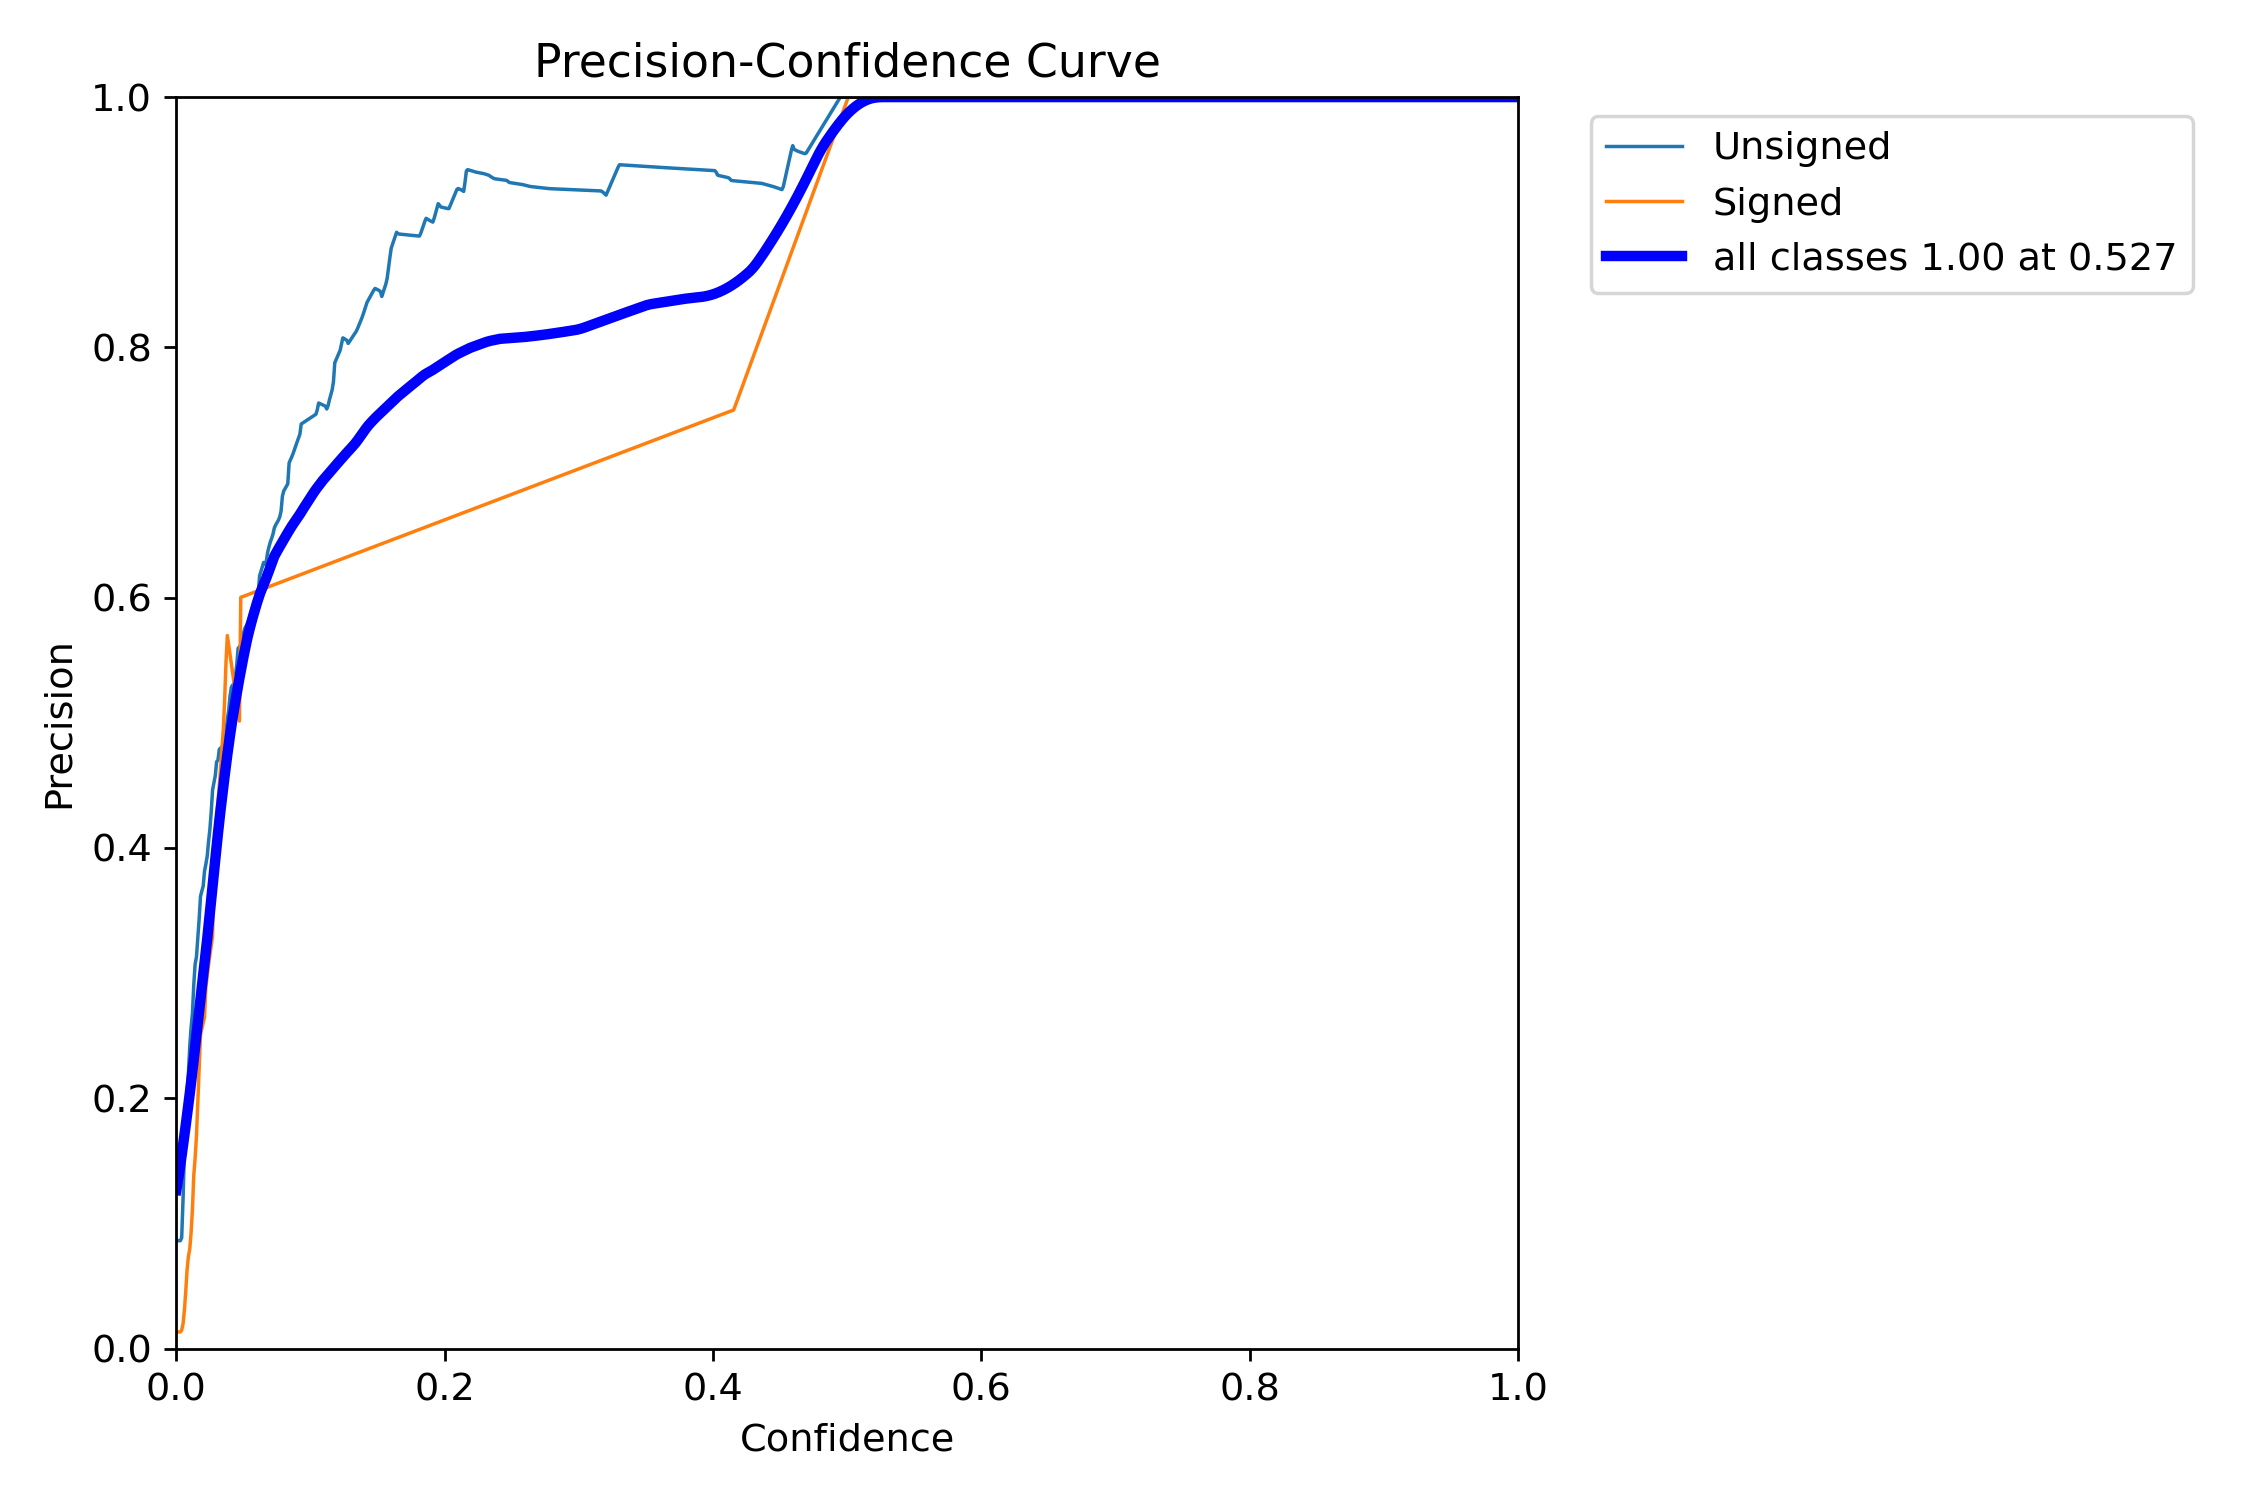 Precision-Confidence Curve
1.0
0.8
0.6
0.4
0.2
0.0
Precision
0.0 0.2 0.4 0.6 0.8 1.0
Confidence
Unsigned
Signed
all classes 1.00 at 0.527